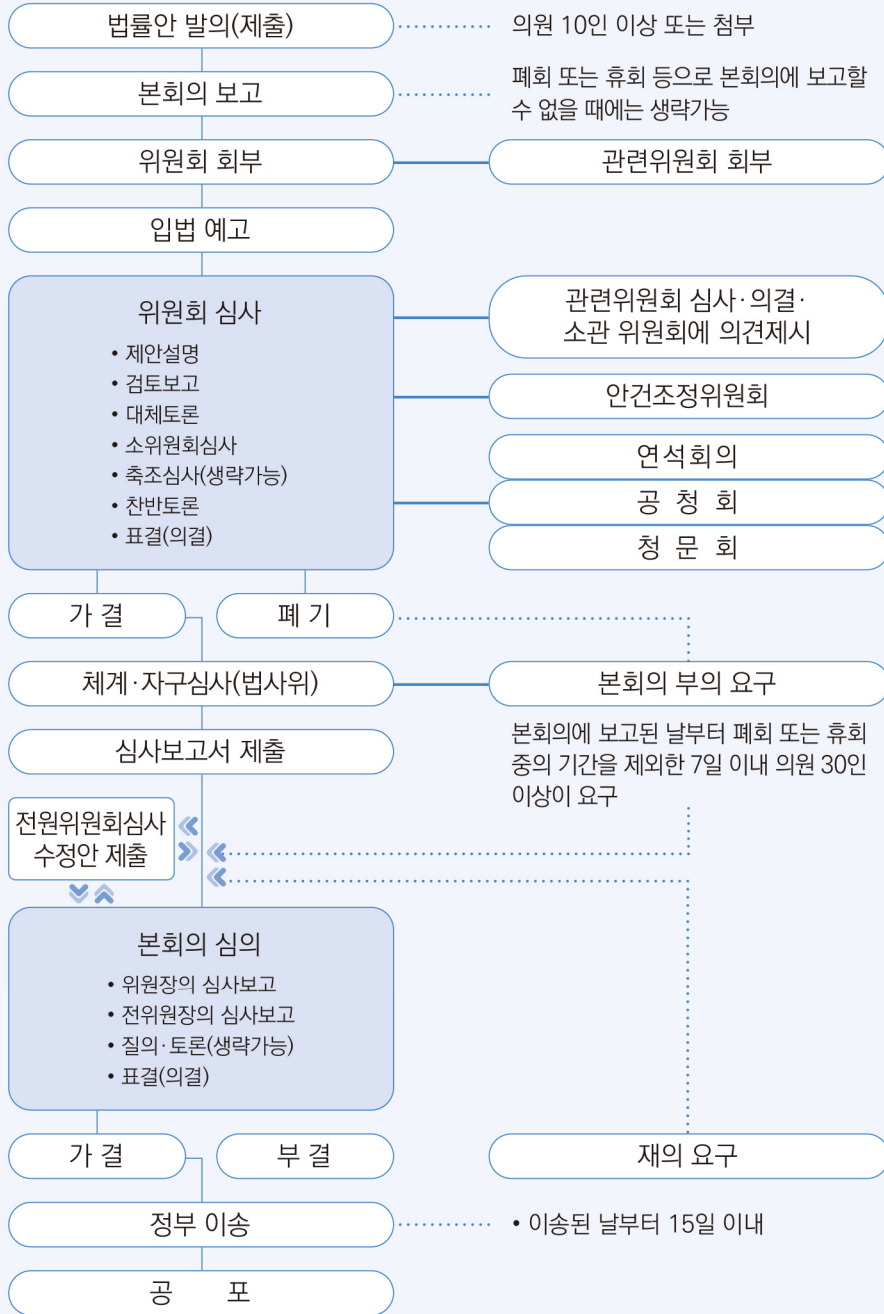 법률안 발의(제출)
의원 10인 이상 또는 첨부
본회의 보고
폐회 또는 휴회 등으로 본회의에 보고할
수 없을 때에는 생략가능
위원회 회부
관련위원회 회부
입법 예고
위원회 심사
• 제안설명
• 검토보고
• 대체토론
• 소위원회심사
• 축조심사(생략가능)
• 찬반토론
• 표결(의결)
관련위원회 심사·의결·
소관 위원회에 의견제시
안건조정위원회
연석회의
공 청 회
청 문 회
가 결
폐 기
체계·자구심사(법사위)
본회의 부의 요구
심사보고서 제출
본회의에 보고된 날부터 폐회 또는 휴회
중의 기간을 제외한 7일 이내 의원 30인
이상이 요구
전원위원회심사
수정안 제출
본회의 심의
• 위원장의 심사보고
• 전위원장의 심사보고
• 질의·토론(생략가능)
• 표결(의결)
가 결
부 결
재의 요구
정부 이송
• 이송된 날부터 15일 이내
공 포